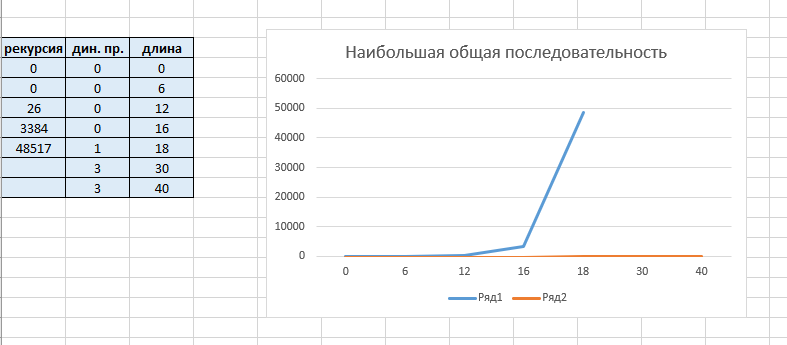 рекурсия дин. пр. длина
0 0 0
0 0 6
26 0 12
3384 0 16
48517 1 18
3 30
3 40
Наибольшая общая последовательность
60000
50000
40000
30000
20000
10000
0
0 6 12 16 18 30 40
Ряд1 Ряд2